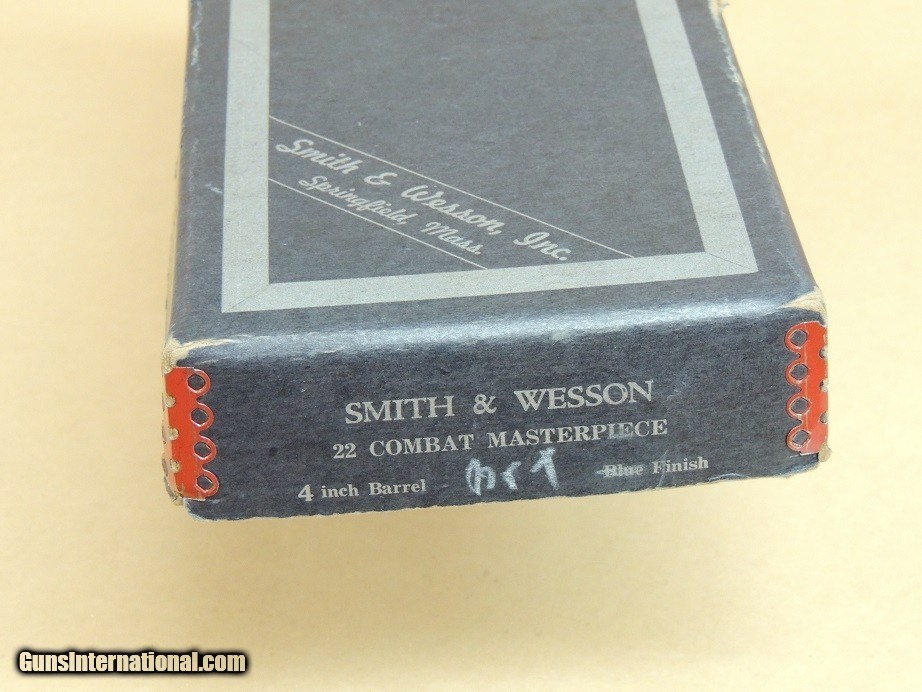 Smith & Wesson, Inc.
Springfield, Mass.
SMITH & WESSON
22 COMBAT MASTERPIECE
4 inch Barrel
Blue Finish
GunsInternational.com